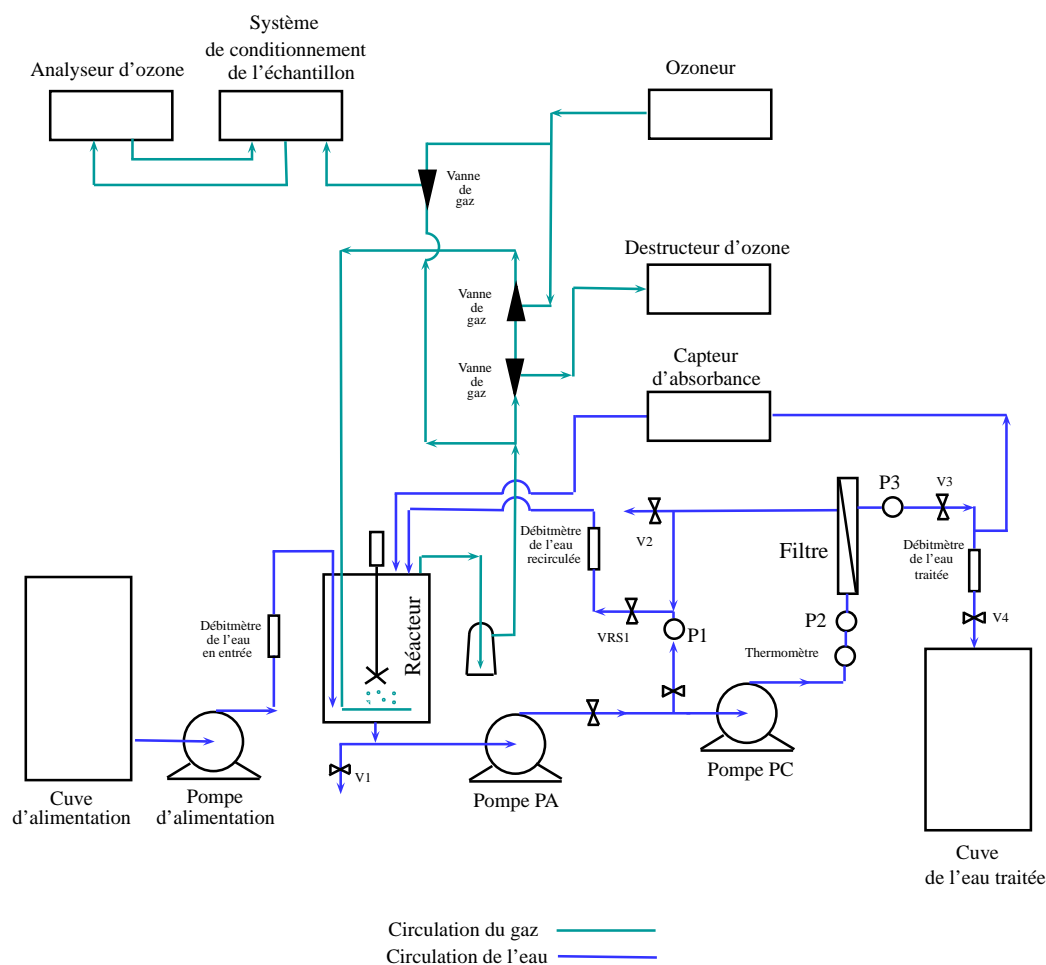 Système
de conditionnement
de l'échantillon
Analyseur d'ozone
Ozoneur
Vanne
de
gaz
Destructeur d'ozone
Vanne
de
gaz
Vanne
de
gaz
Capteur
d'absorbance
P3
V3
V2
Débitmètre
de l'eau
recirculée
Filtre
Débitmètre
de l'eau
traitée
Débitmètre
de l'eau
en entrée
Réacteur
VRS1
P1
P2
V4
Thermomètre
V1
Pompe PA
Pompe PC
Cuve
d'alimentation
Pompe
d'alimentation
Cuve
de l'eau traitée
Circulation du gaz
Circulation de l'eau